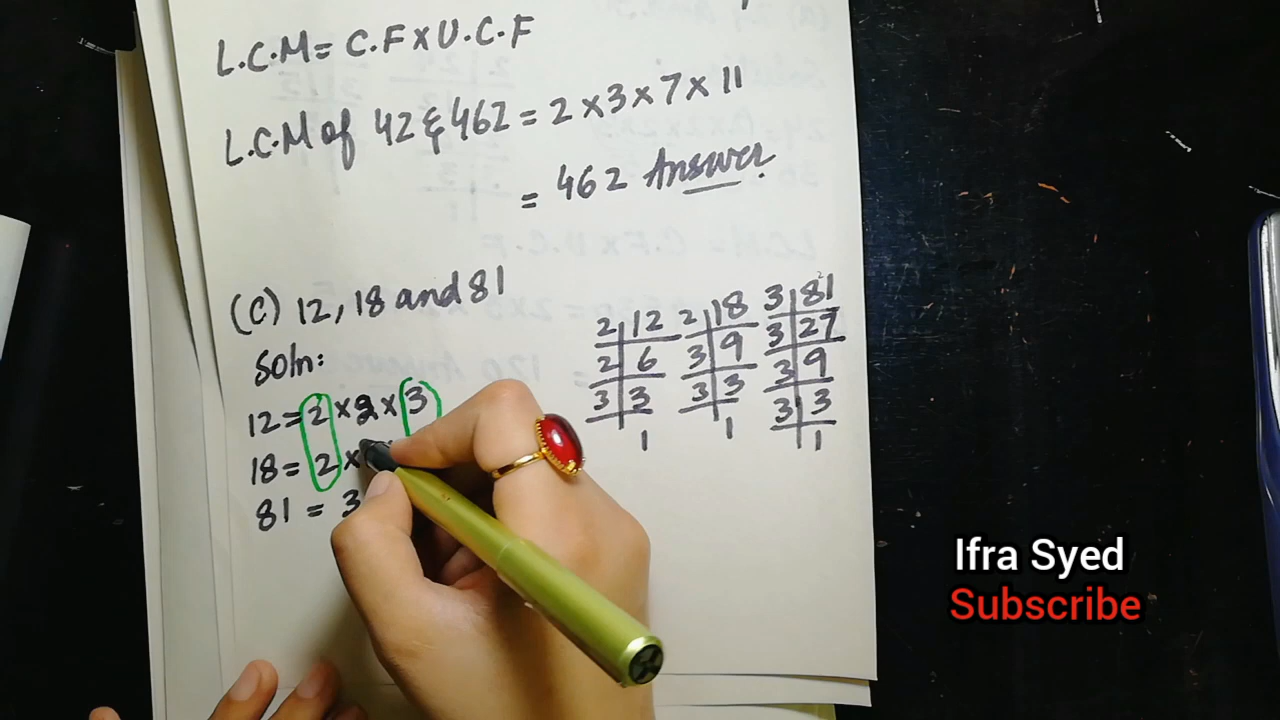 L.C.M = C.F x U.C.F
L.C.M of 42 & 462 = 2 x 3 x 7 x 11
= 462 Answer.
(C) 12, 18 and 81
Soln:
12 = 2 x 2 x 3
18 = 2 x
81 = 3
2 | 12
2 | 6
3 | 3
1
2 | 18
3 | 9
3 | 3
1
3 | 81
3 | 27
3 | 9
3 | 3
1
Ifra Syed
Subscribe